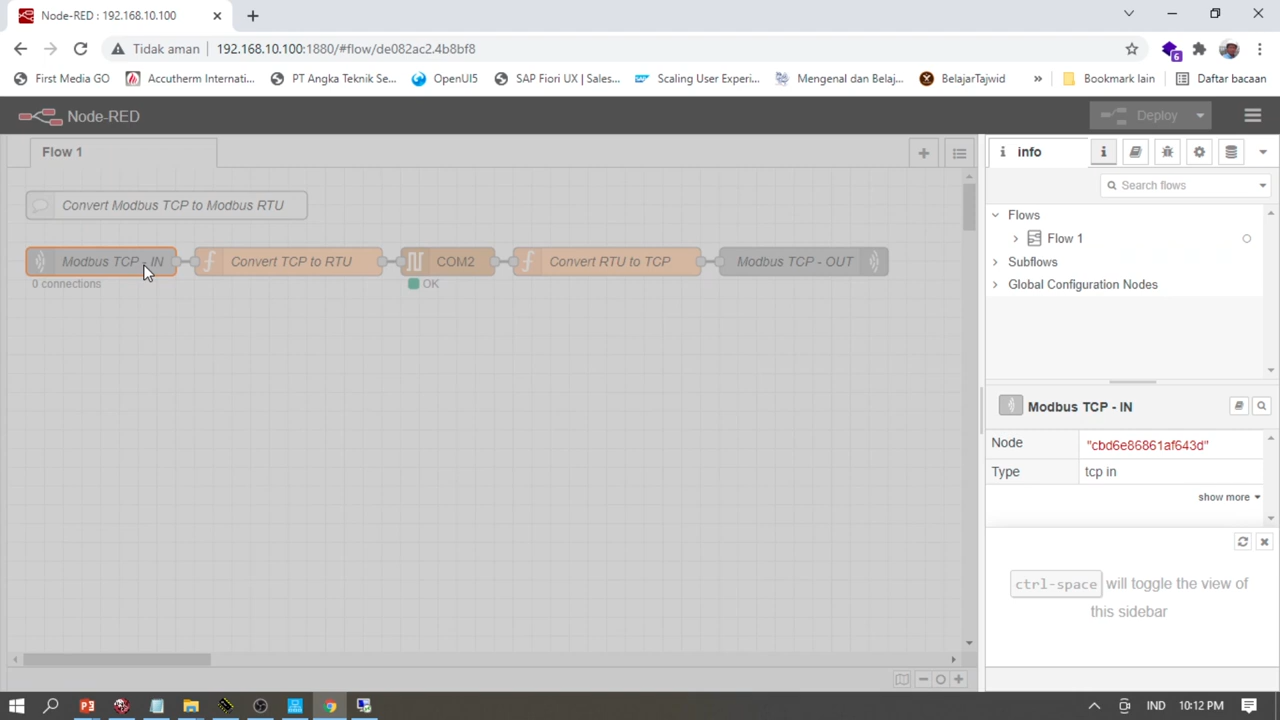 Node-RED : 192.168.10.100
Tidak aman
192.168.10.100:1880/#flow/de082ac2.4b8bf8
6
First Media GO
Accutherm Internati...
PT Angka Teknik Se...
OpenUI5
SAP Fiori UX | Sales...
Scaling User Experi...
Mengenal dan Belaj...
BelajarTajwid
»
Bookmark lain
Daftar bacaan
Node-RED
Deploy
Flow 1
info
Search flows
Convert Modbus TCP to Modbus RTU
Flows
Flow 1
Modbus TCP - IN
Convert TCP to RTU
COM2
Convert RTU to TCP
Modbus TCP - OUT
Subflows
0 connections
OK
Global Configuration Nodes
Modbus TCP - IN
Node
"cbd6e86861af643d"
Type
tcp in
show more
ctrl-space will toggle the view of
this sidebar
IND
10:12 PM